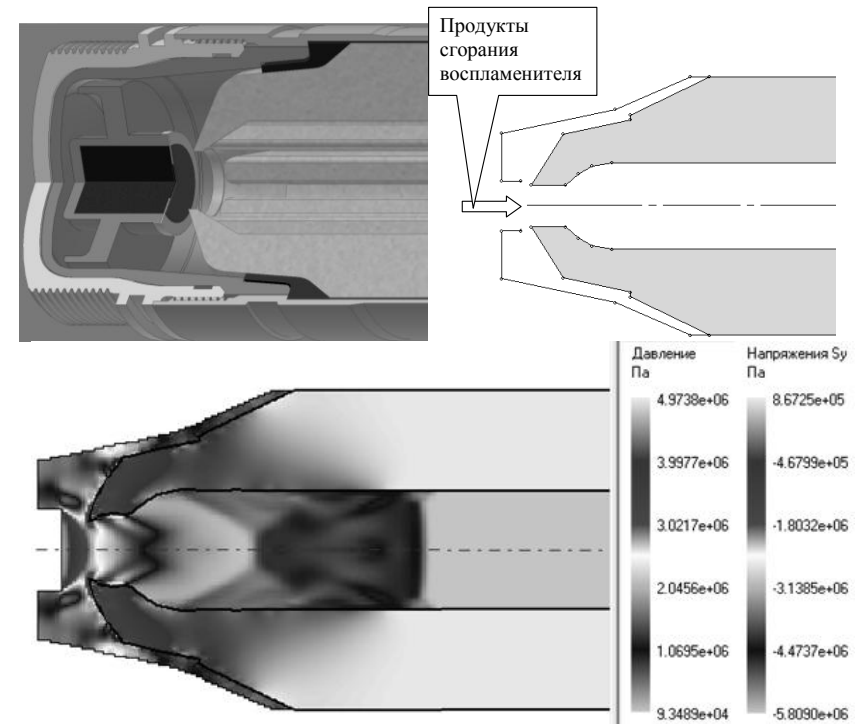 Продукты
сгорания
воспламенителя
Давление
Па
4.9738e+06
3.9977e+06
3.0217e+06
2.0456e+06
1.0695e+06
9.3489e+04
Напряжения Sy
Па
8.6725e+05
-4.6799e+05
-1.8032e+06
-3.1385e+06
-4.4737e+06
-5.8090e+06